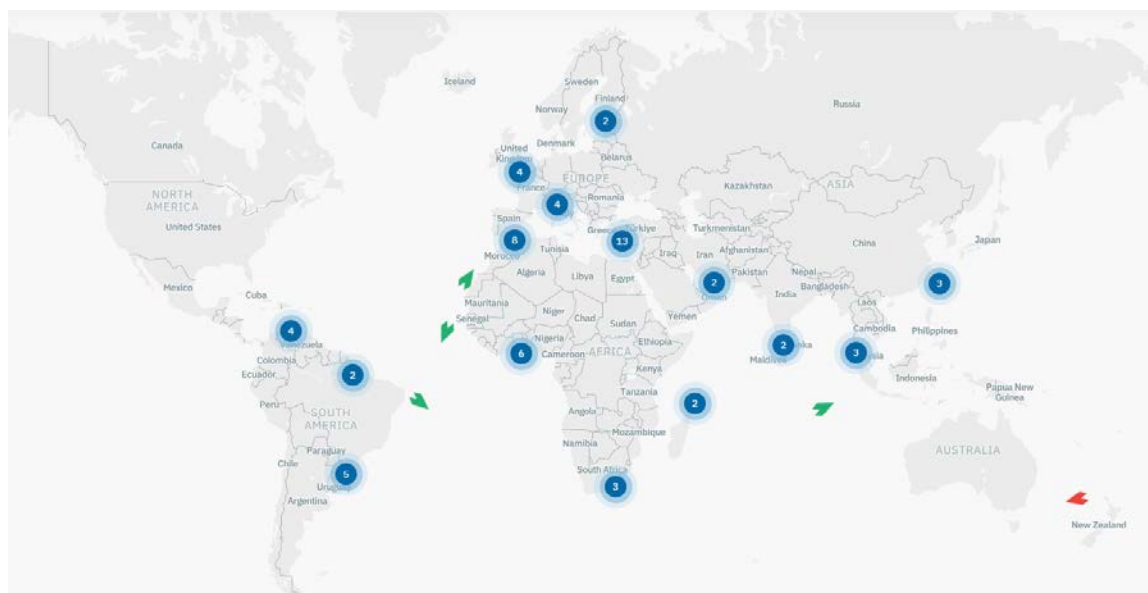 Iceland
Sweden
Finland
Russia
Norway
2
Canada
United
Kingdom
Denmark
Belarus
4
EUROPE
NORTH
AMERICA
France
Kazakhstan
ASIA
Romania
4
United States
Spain
Greece
Türkiye
Turkmenistan
8
13
China
Japan
Morocco
Tunisia
Iraq
Iran
Afghanistan
Algeria
Libya
Egypt
Pakistan
Nepal
Mexico
Cuba
2
3
Bangladesh
Oman
India
Mauritania
Laos
Niger
Chad
Senegal
Sudan
Yemen
4
Cambodia
Philippines
Nigeria
Ethiopia
2
3
Venezuela
6
Cameroon
AFRICA
Maldives
Colombia
Kenya
Ecuador
2
Indonesia
Tanzania
Papua New
Guinea
Peru
2
SOUTH
AMERICA
Angola
Mozambique
Namibia
Paraguay
AUSTRALIA
Chile
5
South Africa
3
Argentina
New Zealand